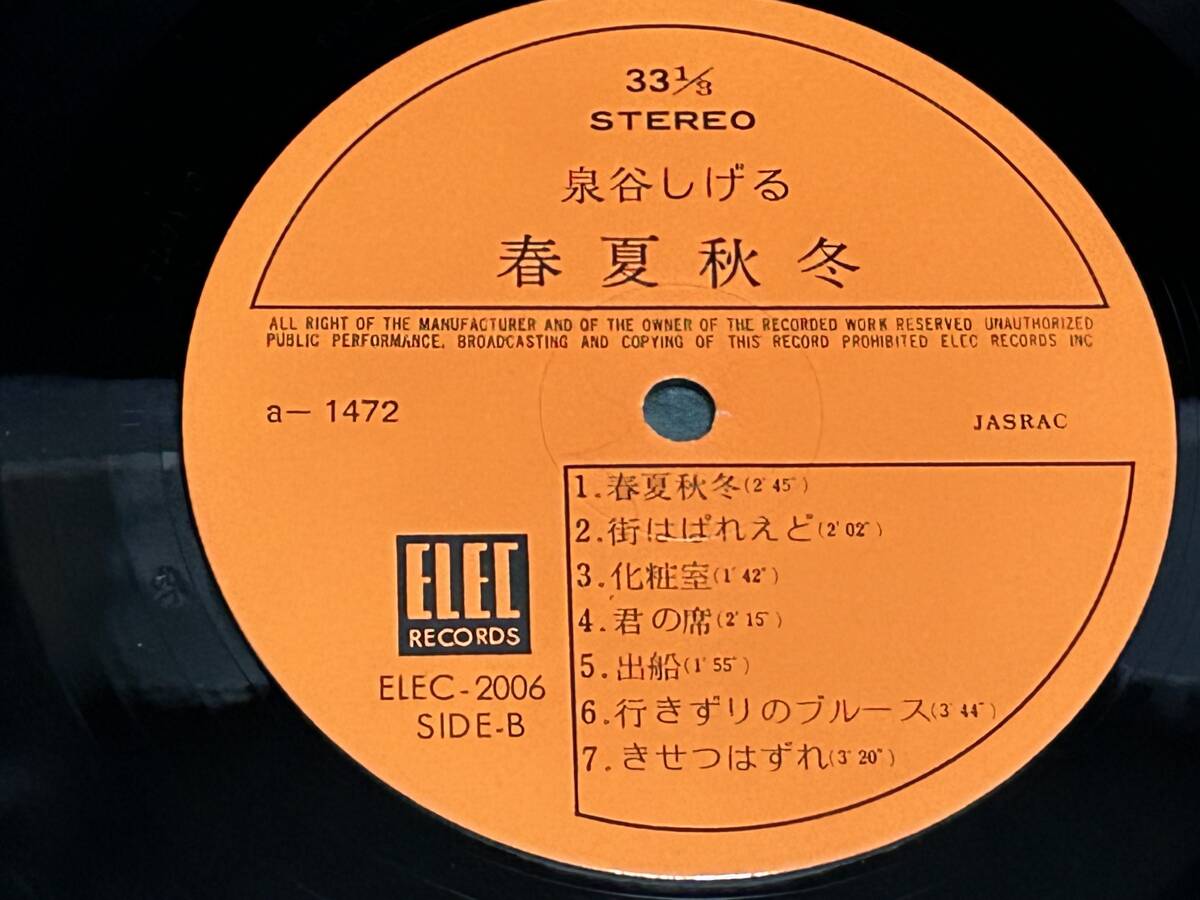 33⅓
STEREO
泉谷しげる
春夏秋冬
ALL RIGHT OF THE MANUFACTURER AND OF THE OWNER OF THE RECORDED WORK RESERVED UNAUTHORIZED
PUBLIC PERFORMANCE, BROADCASTING AND COPYING OF THIS RECORD PROHIBITED ELEC RECORDS INC
a-1472
JASRAC
1.春夏秋冬(2'45")
2.街はぱれえど(2'02")
3.化粧室(1'42")
4.君の席(2'15")
5.出船(1'55")
6.行きずりのブルース(3'44")
7.きせつはずれ(3'20")
ELEC
RECORDS
ELEC-2006
SIDE-B